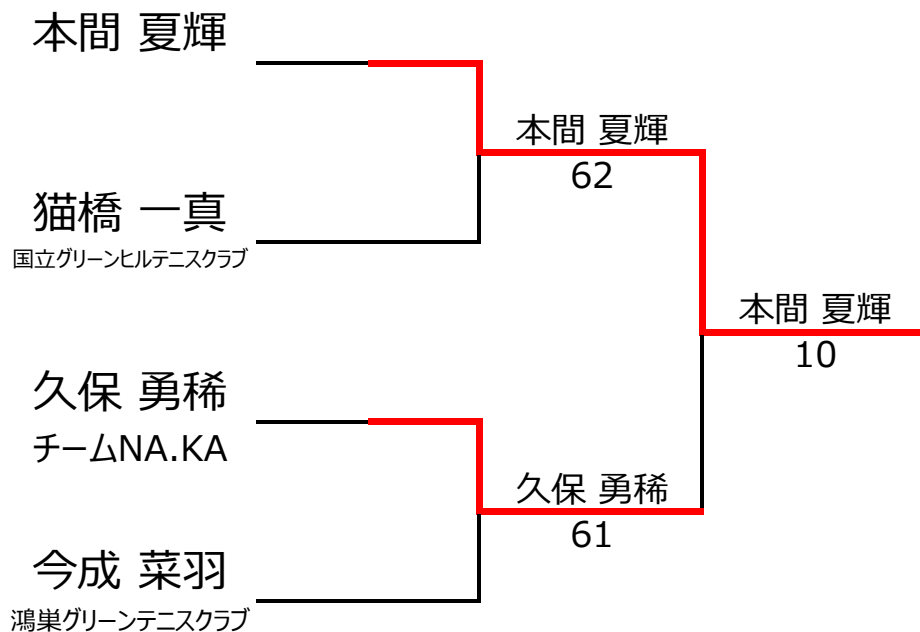 本間 夏輝
本間 夏輝
62
猫橋 一真
国立グリーンヒルテニスクラブ
本間 夏輝
10
久保 勇稀
チームNA.KA
久保 勇稀
61
今成 菜羽
鴻巣グリーンテニスクラブ